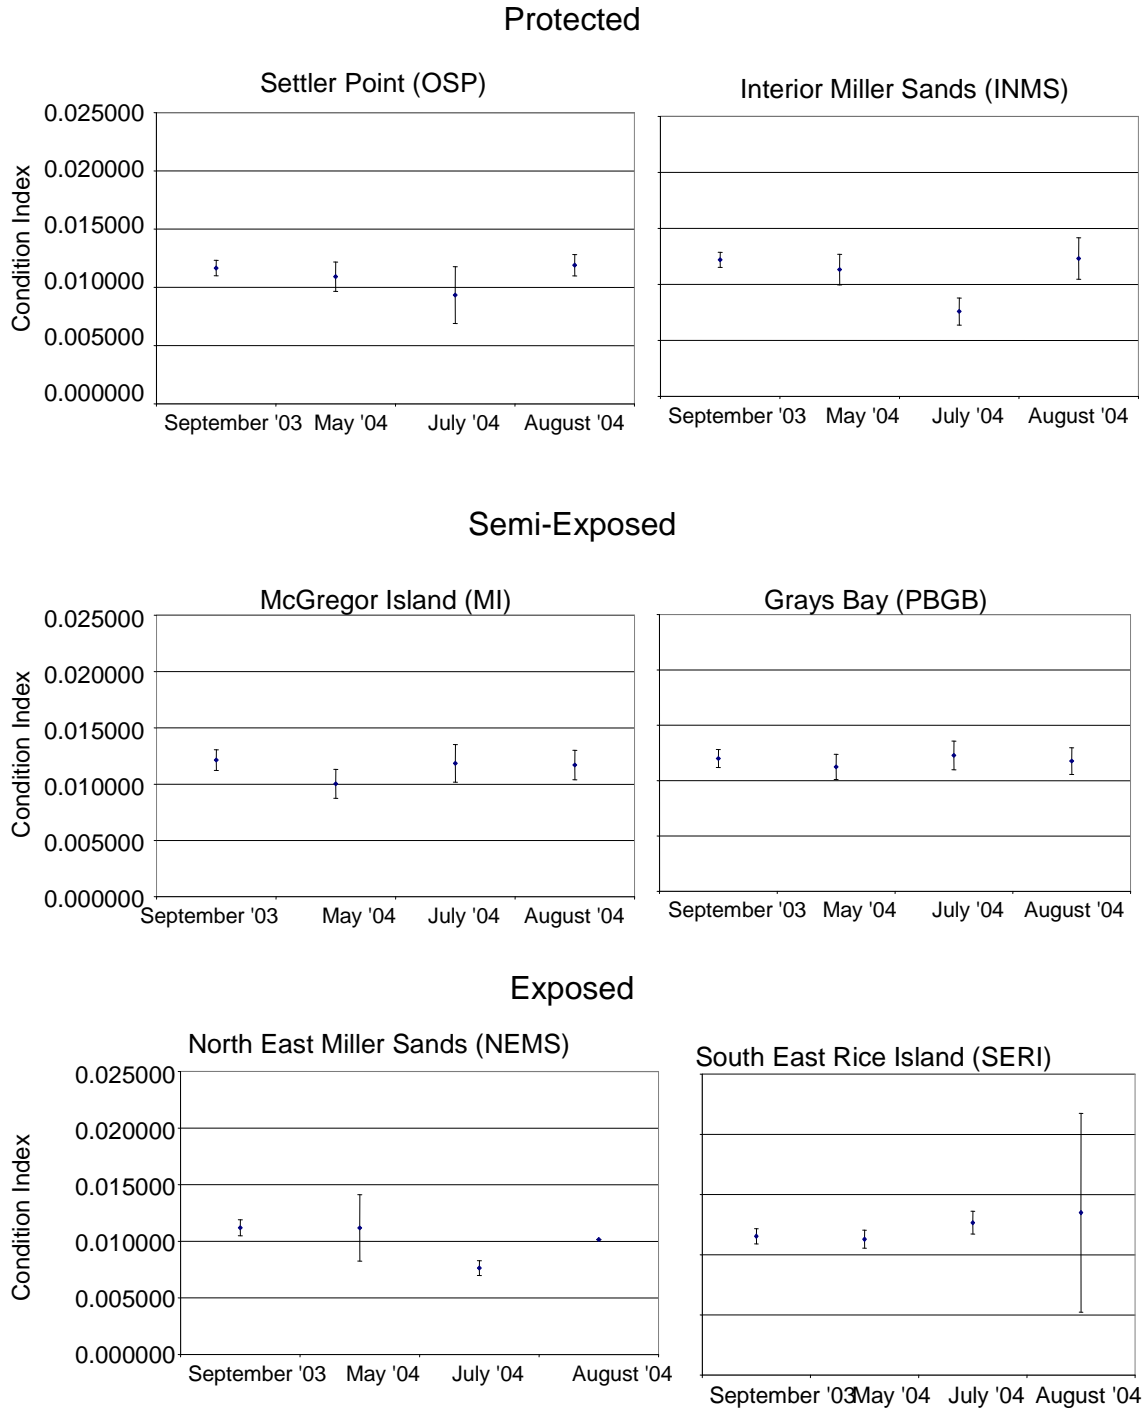 Protected
Settler Point (OSP)
Interior Miller Sands (INMS)
Condition Index
0.025000
0.020000
0.015000
0.010000
0.005000
0.000000
September '03 May '04 July '04 August '04
September '03 May '04 July '04 August '04
Semi-Exposed
McGregor Island (MI)
Grays Bay (PBGB)
Condition Index
0.025000
0.020000
0.015000
0.010000
0.005000
0.000000
September '03 May '04 July '04 August '04
September '03 May '04 July '04 August '04
Exposed
North East Miller Sands (NEMS)
South East Rice Island (SERI)
Condition Index
0.025000
0.020000
0.015000
0.010000
0.005000
0.000000
September '03 May '04 July '04 August '04
September '03 May '04 July '04 August '04